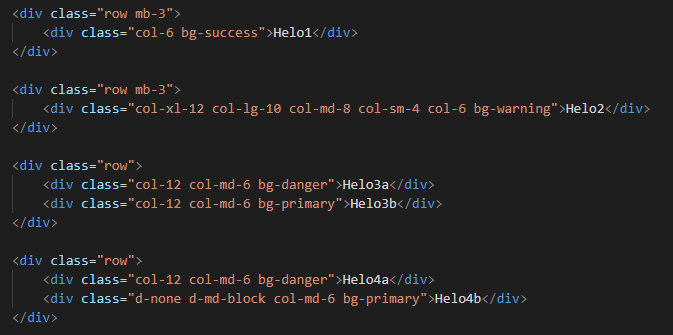 <div class="row mb-3">
    <div class="col-6 bg-success">Helo1</div>
</div>

<div class="row mb-3">
    <div class="col-xl-12 col-lg-10 col-md-8 col-sm-4 col-6 bg-warning">Helo2</div>
</div>

<div class="row">
    <div class="col-12 col-md-6 bg-danger">Helo3a</div>
    <div class="col-12 col-md-6 bg-primary">Helo3b</div>
</div>

<div class="row">
    <div class="col-12 col-md-6 bg-danger">Helo4a</div>
    <div class="d-none d-md-block col-md-6 bg-primary">Helo4b</div>
</div>